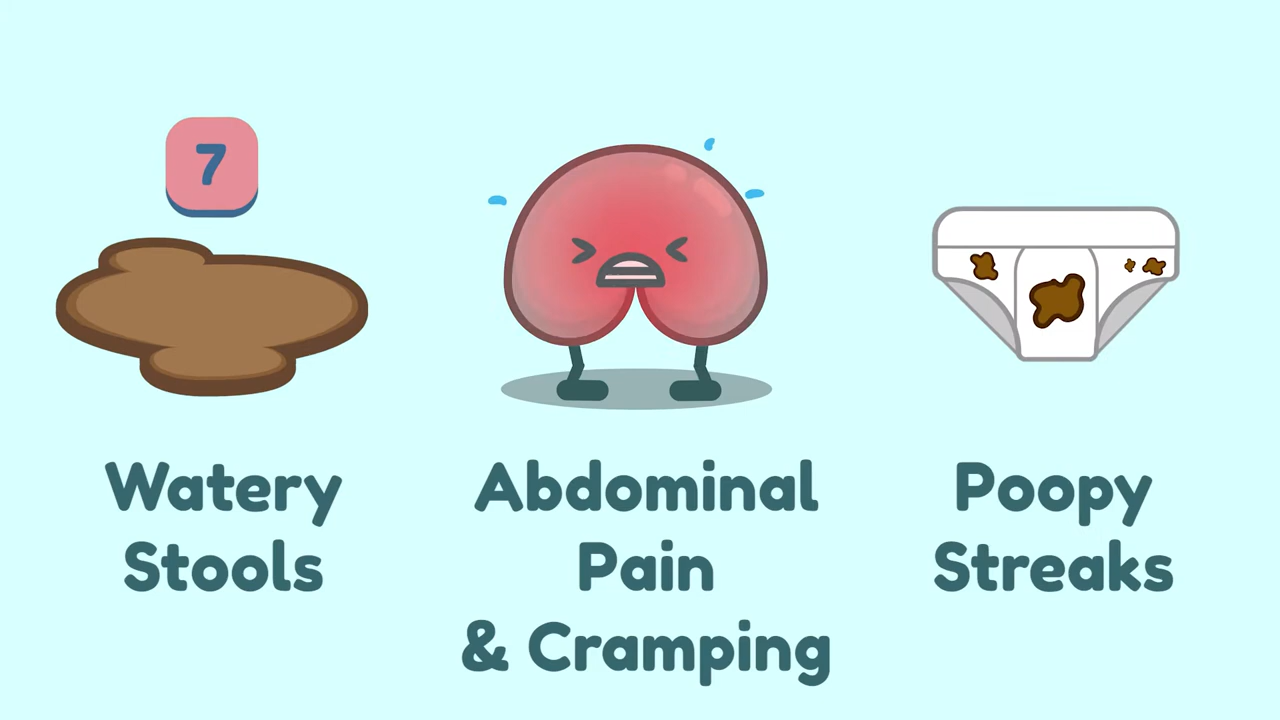 7
Watery
Stools
Abdominal
Pain
& Cramping
Poopy
Streaks